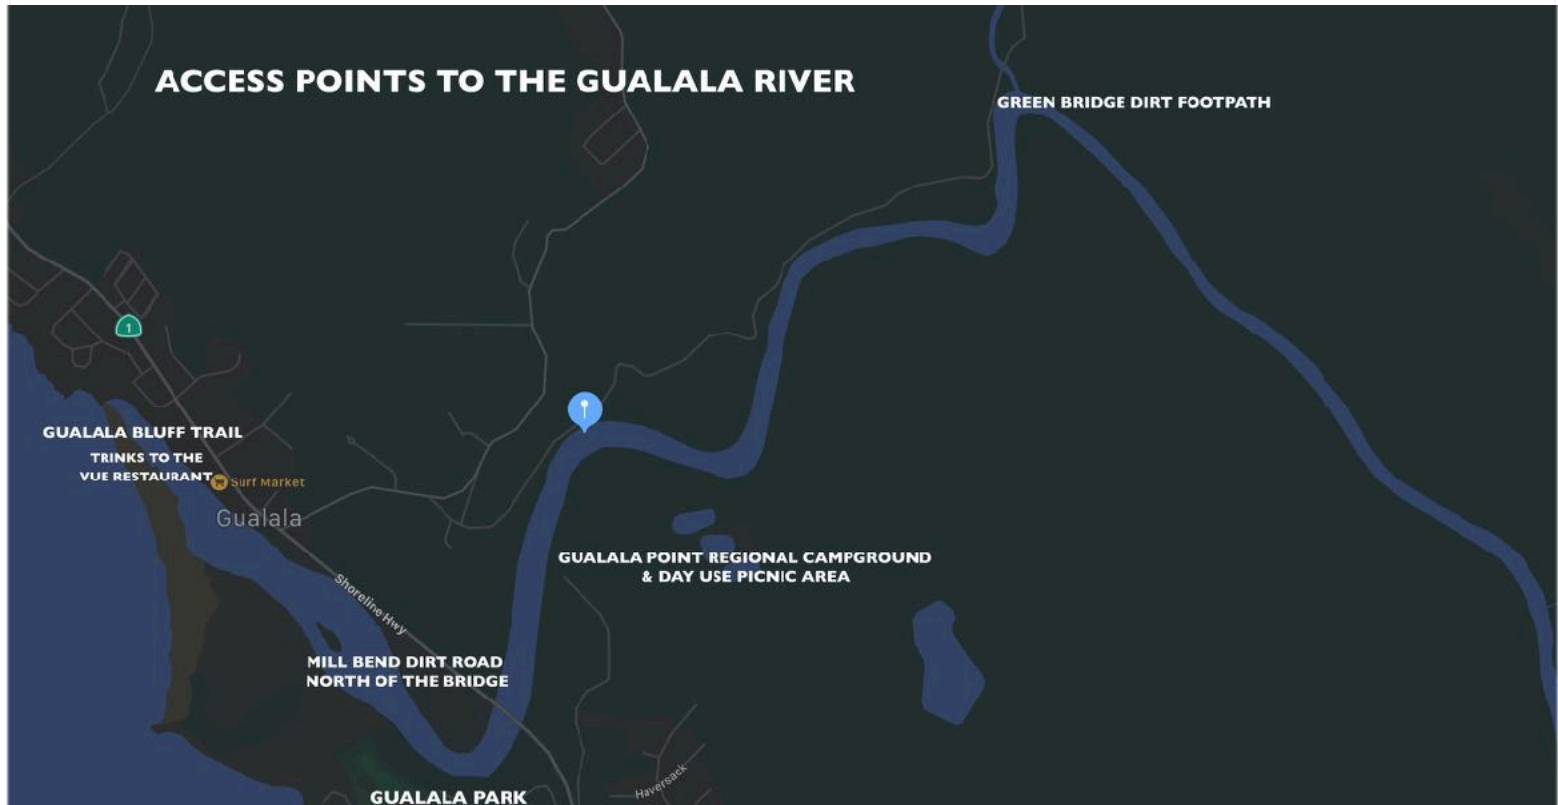 ACCESS POINTS TO THE GUALALA RIVER
GREEN BRIDGE DIRT FOOTPATH
1
GUALALA BLUFF TRAIL
TRINKS TO THE
VUE RESTAURANT
Surf Market
Gualala
GUALALA POINT REGIONAL CAMPGROUND
& DAY USE PICNIC AREA
Shoreline Hwy
MILL BEND DIRT ROAD
NORTH OF THE BRIDGE
Haversack
GUALALA PARK